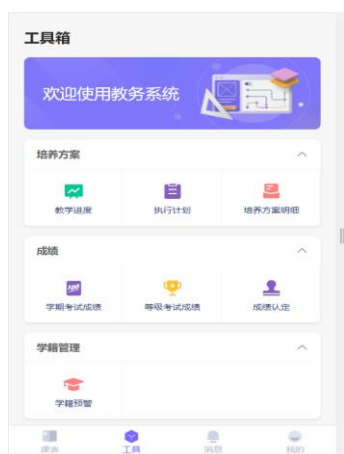 工具箱
欢迎使用教务系统
培养方案
教学进度 执行计划 培养方案明细
成绩
学期考试成绩 等级考试成绩 成绩认定
学籍管理
学籍预警
课表 工具 消息 我的